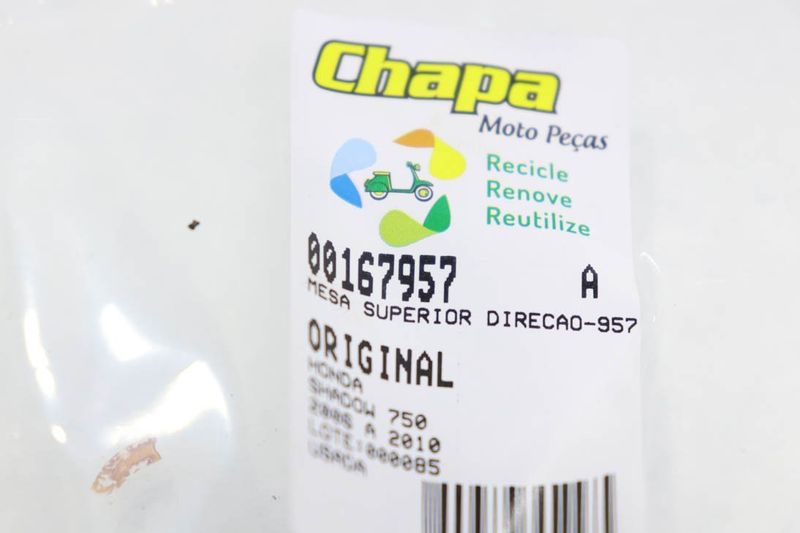 Chapa
Moto Peças
Recicle
Renove
Reutilize
00167957 A
MESA SUPERIOR DIRECAO-957
ORIGINAL
HONDA
SHADOW 750
A 2010
LOTE:000085
USADA